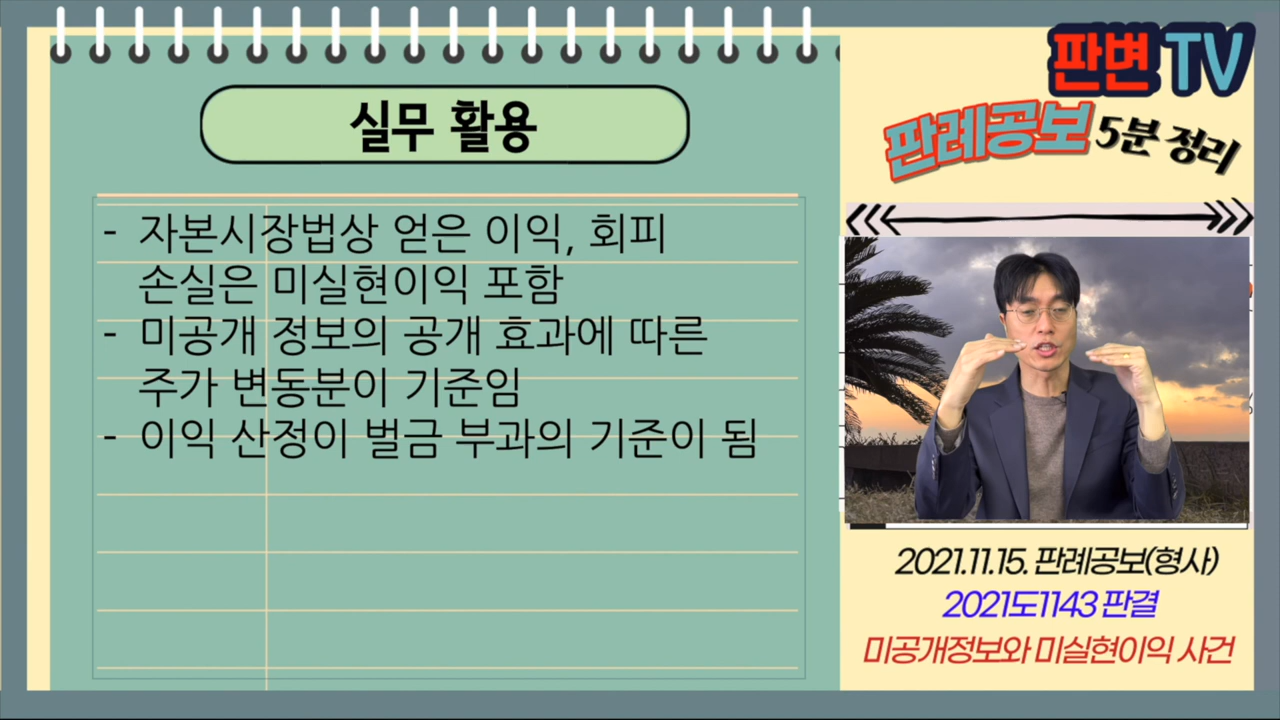 실무 활용
- 자본시장법상 얻은 이익, 회피
손실은 미실현이익 포함
- 미공개 정보의 공개 효과에 따른
주가 변동분이 기준임
- 이익 산정이 벌금 부과의 기준이 됨
판변 TV
판례공보 5분 정리
2021.11.15. 판례공보(형사)
2021도1143 판결
미공개정보와 미실현이익 사건